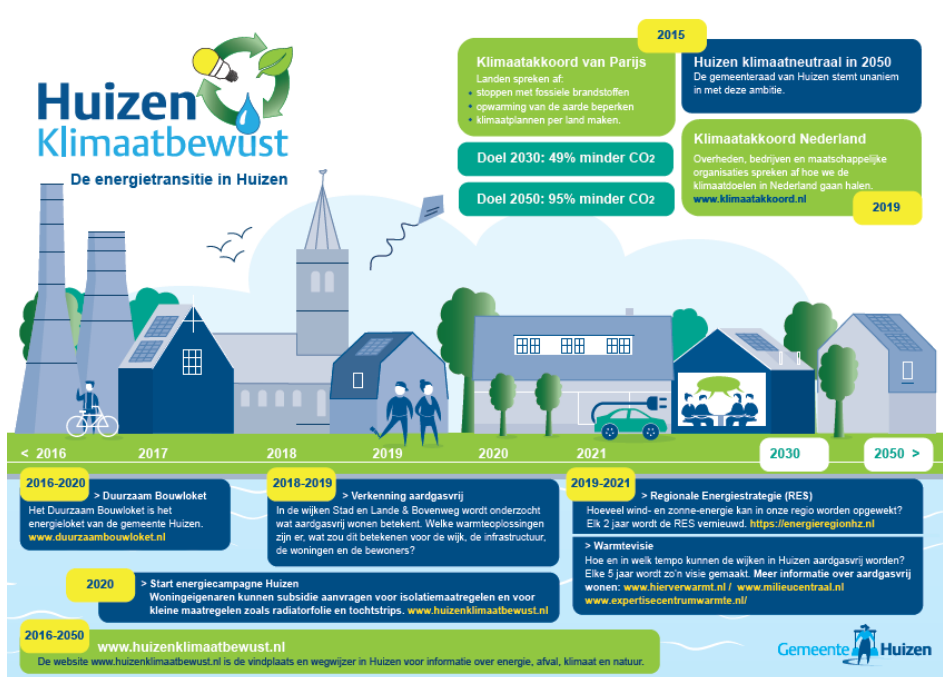 Huizen
Klimaatbewust
De energietransitie in Huizen
2015
Klimaatakkoord van Parijs
Landen spreken af:
• stoppen met fossiele brandstoffen
• opwarming van de aarde beperken
• klimaatplannen per land maken.
Doel 2030: 49% minder CO2
Doel 2050: 95% minder CO2
Huizen klimaatneutraal in 2050
De gemeenteraad van Huizen stemt unaniem
in met deze ambitie.
Klimaatakkoord Nederland
Overheden, bedrijven en maatschappelijke
organisaties spreken af hoe we de
klimaatdoelen in Nederland gaan halen.
www.klimaatakkoord.nl
2019
< 2016 2017 2018 2019 2020 2021 2030 2050 >
2016-2020
> Duurzaam Bouwloket
Het Duurzaam Bouwloket is het
energieloket van de gemeente Huizen.
www.duurzaambouwloket.nl
2018-2019
> Verkenning aardgasvrij
In de wijken Stad en Lande & Bovenweg wordt onderzocht
wat aardgasvrij wonen betekent. Welke warmteoplossingen
zijn er, wat zou dit betekenen voor de wijk, de infrastructuur,
de woningen en de bewoners?
2019-2021
> Regionale Energiestrategie (RES)
Hoeveel wind- en zonne-energie kan in onze regio worden opgewekt?
Elk 2 jaar wordt de RES vernieuwd. https://energieregionhz.nl
> Warmtevisie
Hoe en in welk tempo kunnen de wijken in Huizen aardgasvrij worden?
Elke 5 jaar wordt zo'n visie gemaakt. Meer informatie over aardgasvrij
wonen: www.hierverwarmt.nl / www.milieucentraal.nl
www.expertisecentrumwarmte.nl/
2020
> Start energiecampagne Huizen
Woningeigenaren kunnen subsidie aanvragen voor isolatiemaatregelen en voor
kleine maatregelen zoals radiatorfolie en tochtstrips. www.huizenklimaatbewust.nl
2016-2050
www.huizenklimaatbewust.nl
De website www.huizenklimaatbewust.nl is de vindplaats en wegwijzer in Huizen voor informatie over energie, afval, klimaat en natuur.
Gemeente Huizen